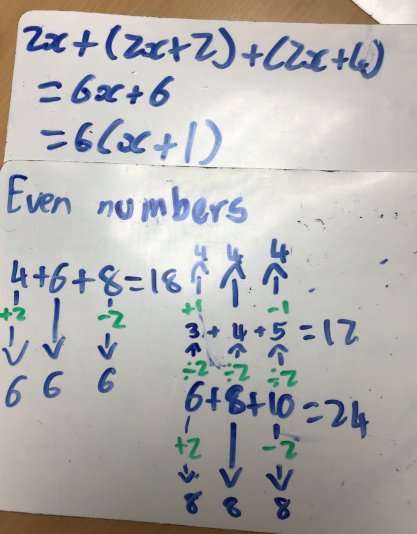 2x+(2x+2)+(2x+4)
=6x+6
=6(x+1)
Even numbers
4 4 4
4+6+8=18
+1 -1
+2 -2
3+4+5=12
÷2 ÷2 ÷2
6 6 6
6+8+10=24
+2 -2
8 8 8